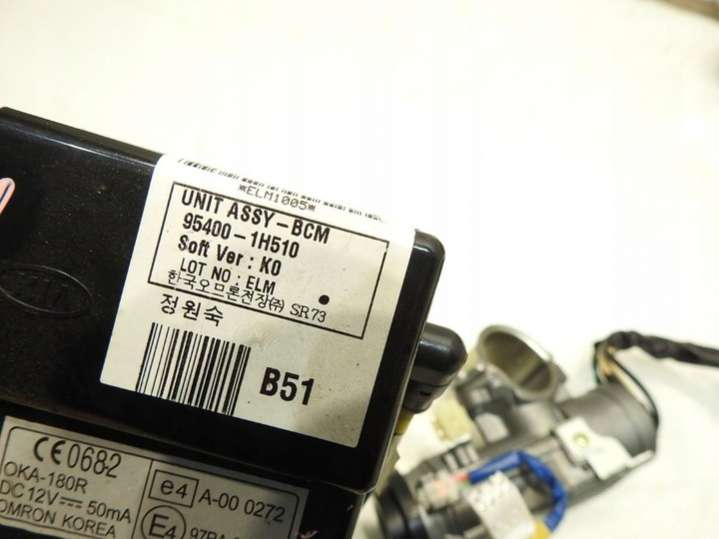 *ELM1005*
UNIT ASSY-BCM
95400-1H510
Soft Ver : K0
LOT NO : ELM
한국오므론전장㈜ SR73
정원숙
B51
CE0682
OKA-180R
DC 12V 50mA
OMRON KOREA
e4 A-00 0272
E4